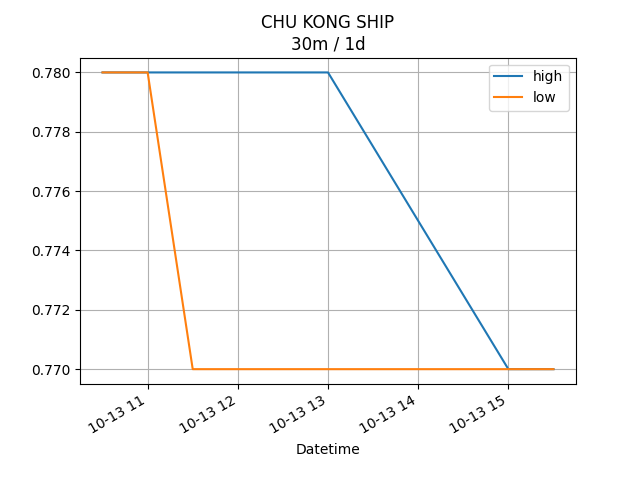 CHU KONG SHIP
30m / 1d
high
low
0.780
0.778
0.776
0.774
0.772
0.770
10-13 11
10-13 12
10-13 13
10-13 14
10-13 15
Datetime